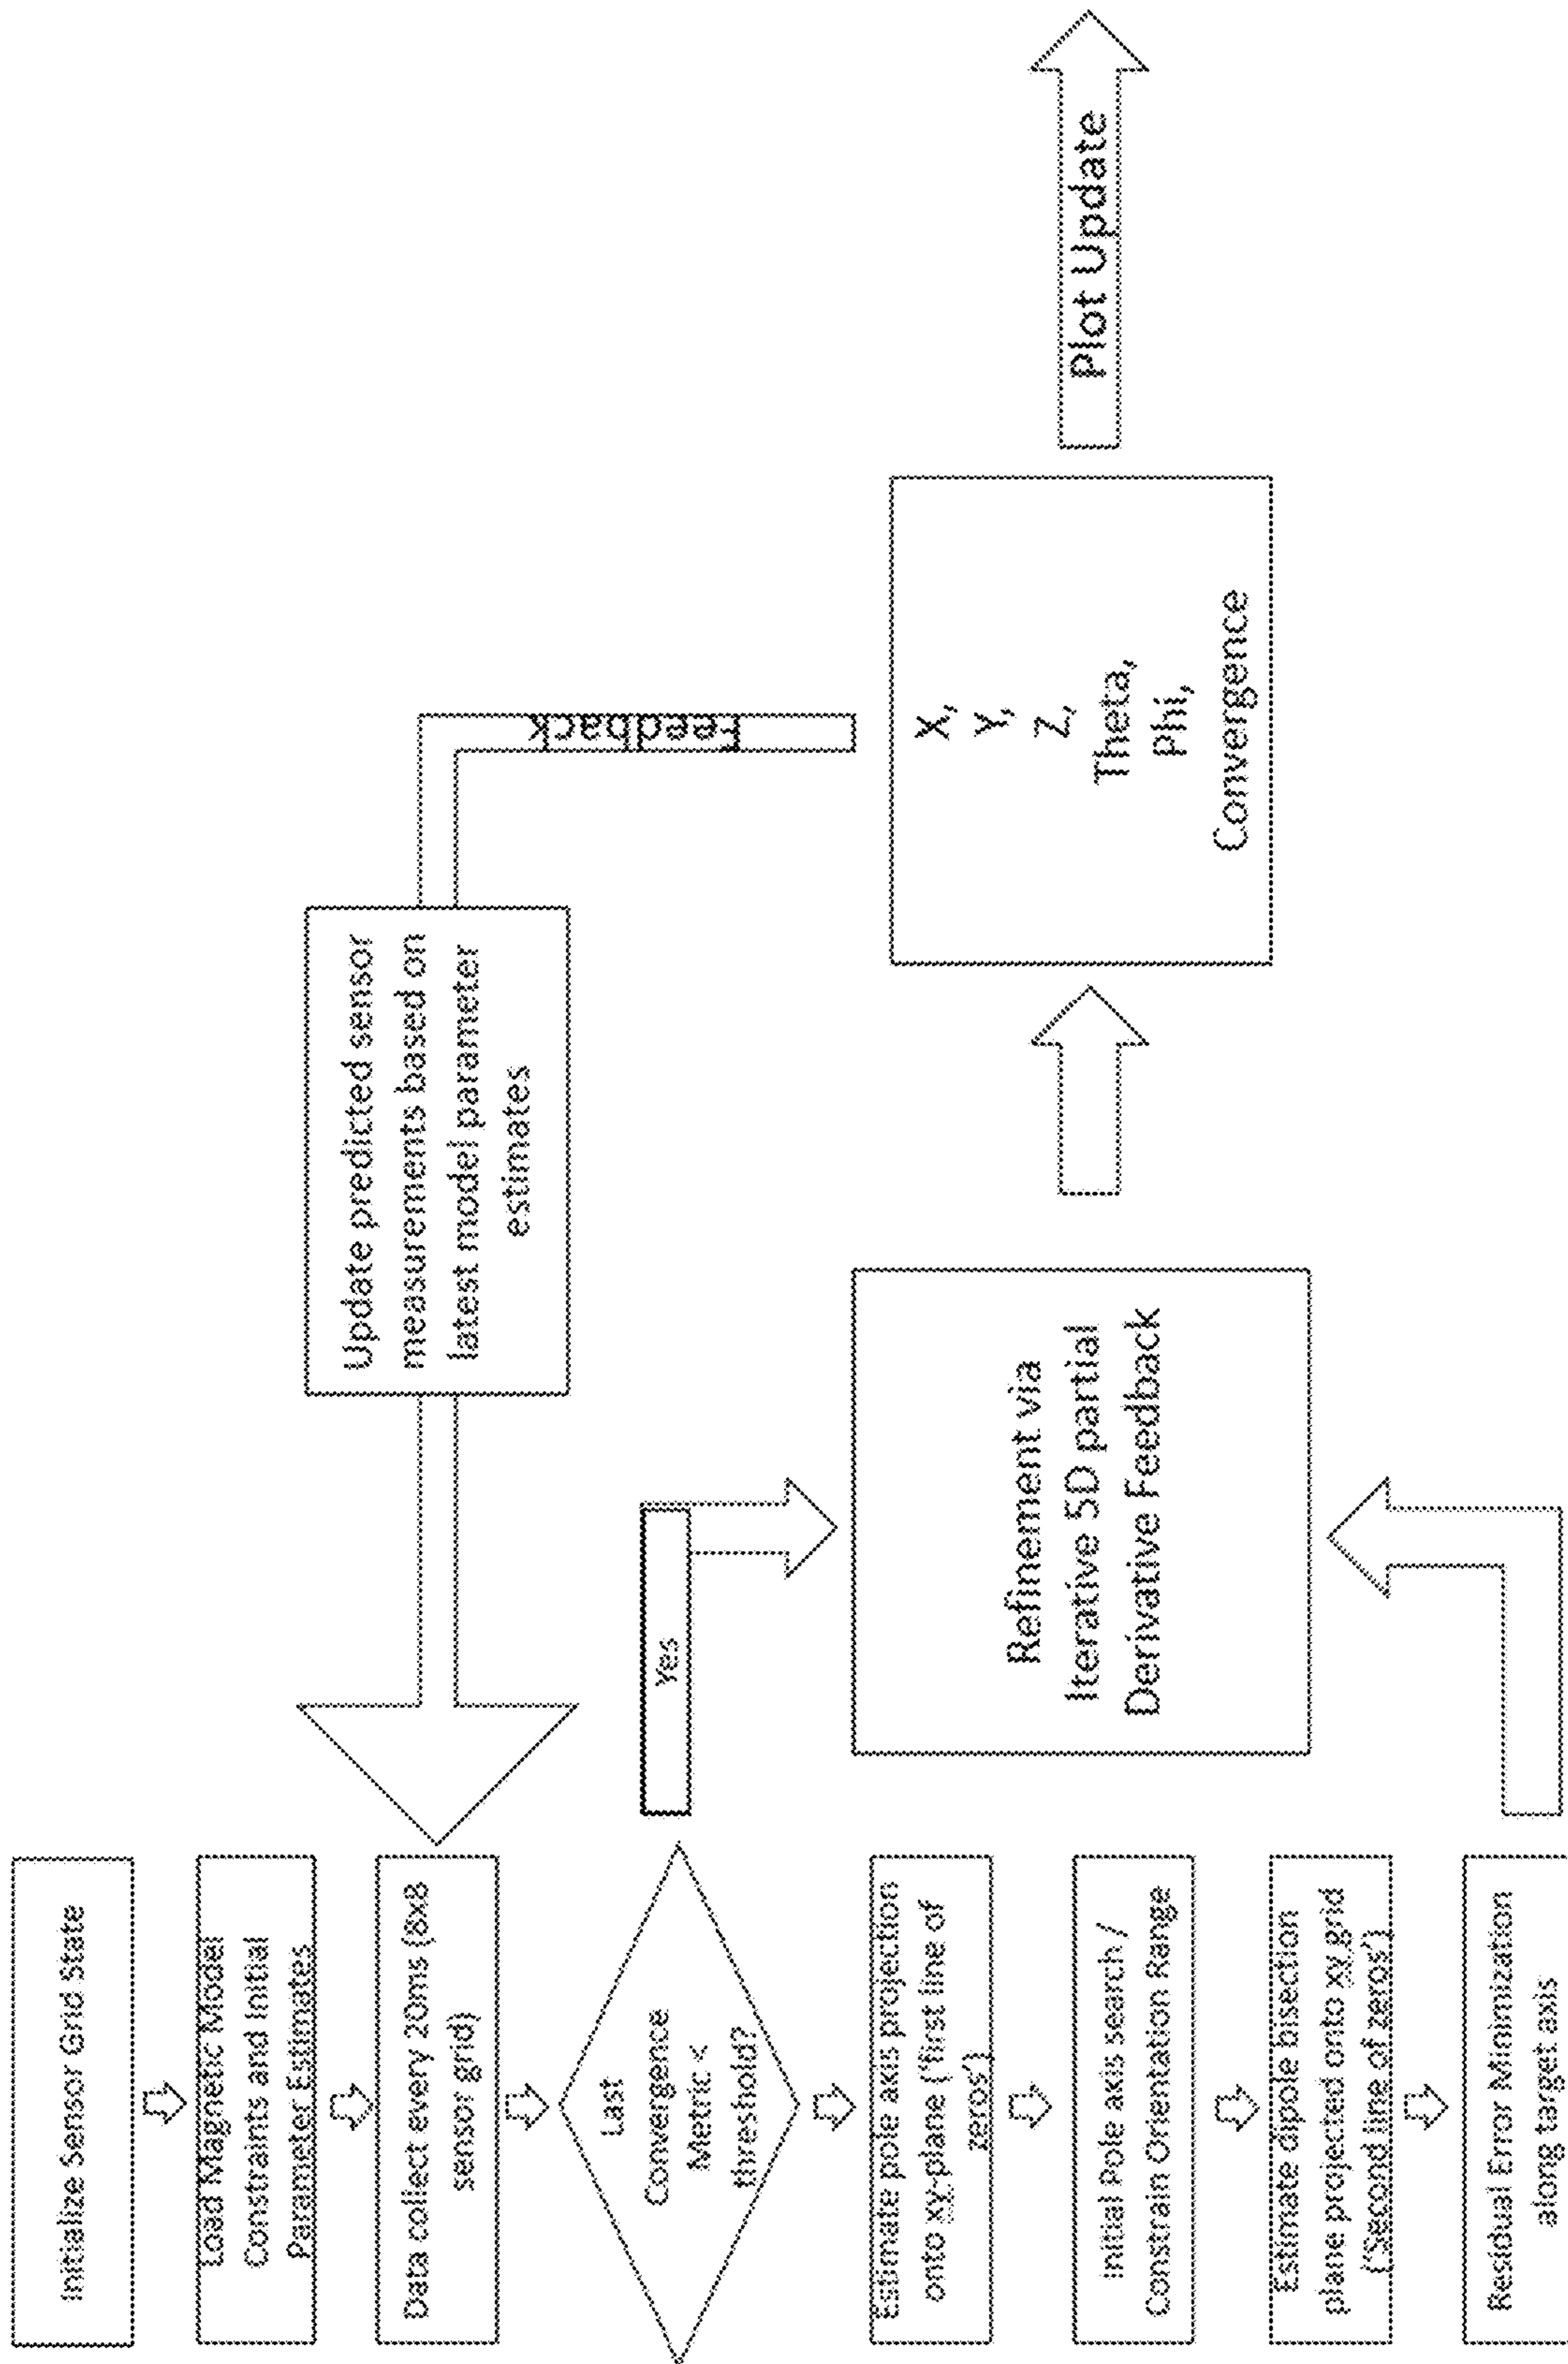 Initialize Sensor Grid State
Load Magnetic Model
Constraints and Initial
Parameter Estimates
Data collect every 20ms (8x8
sensor grid)
Last
Convergence
Metric <
threshold?
Yes
Estimate pole axis projection
onto xy-plane ('first line of
zeros')
Initial Pole axis search /
Constrain Orientation Range
Estimate dipole bisection
plane projected onto xy grid
('Second line of zeros')
Residual Error Minimization
along target axis
Refinement via
Iterative 5D partial
Derivative Feedback
X,
Y,
Z,
Theta,
Phi,
Convergence
Feedback
Update predicted sensor
measurements based on
latest model parameter
estimates
Plot Update